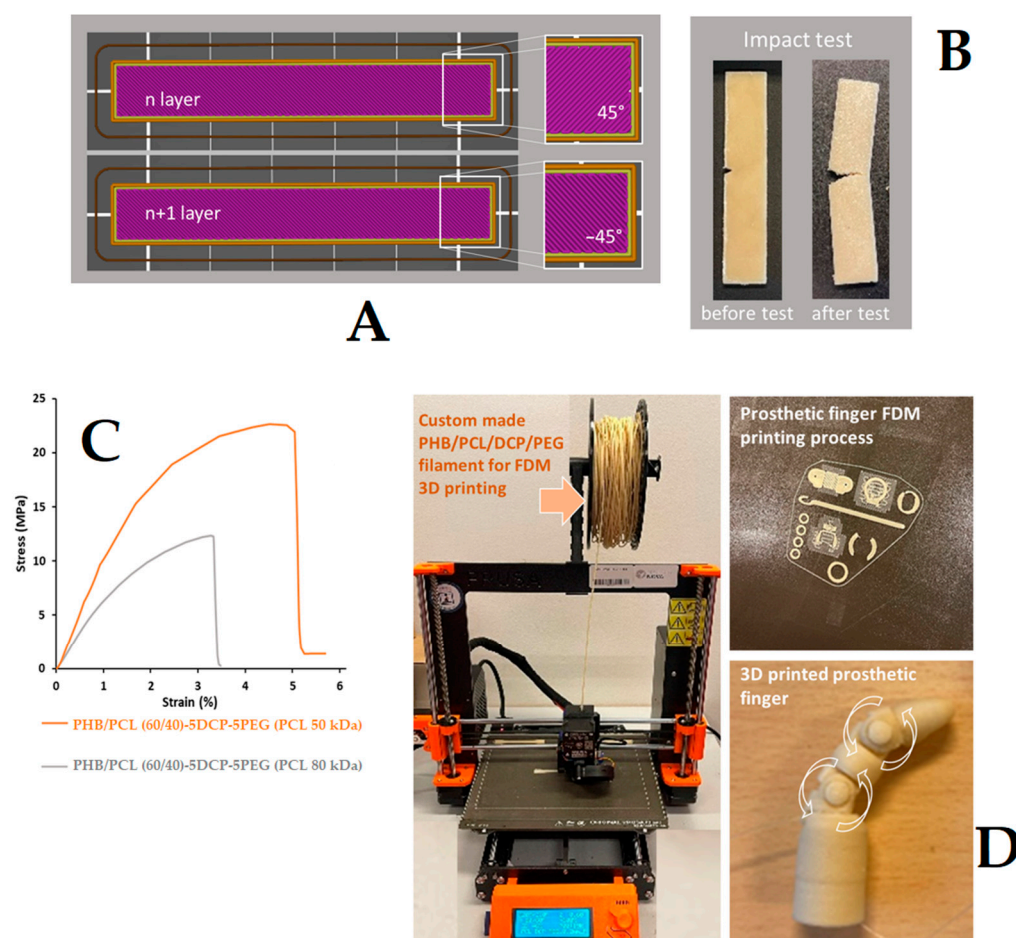 n layer
45°
n+1 layer
−45°
A
Impact test
before test
after test
B
C
25
20
15
10
5
0
Stress (MPa)
0
1
2
3
4
5
6
Strain (%)
PHB/PCL (60/40)-5DCP-5PEG (PCL 50 kDa)
PHB/PCL (60/40)-5DCP-5PEG (PCL 80 kDa)
Custom made
PHB/PCL/DCP/PEG
filament for FDM
3D printing
Prosthetic finger FDM
printing process
3D printed prosthetic
finger
D